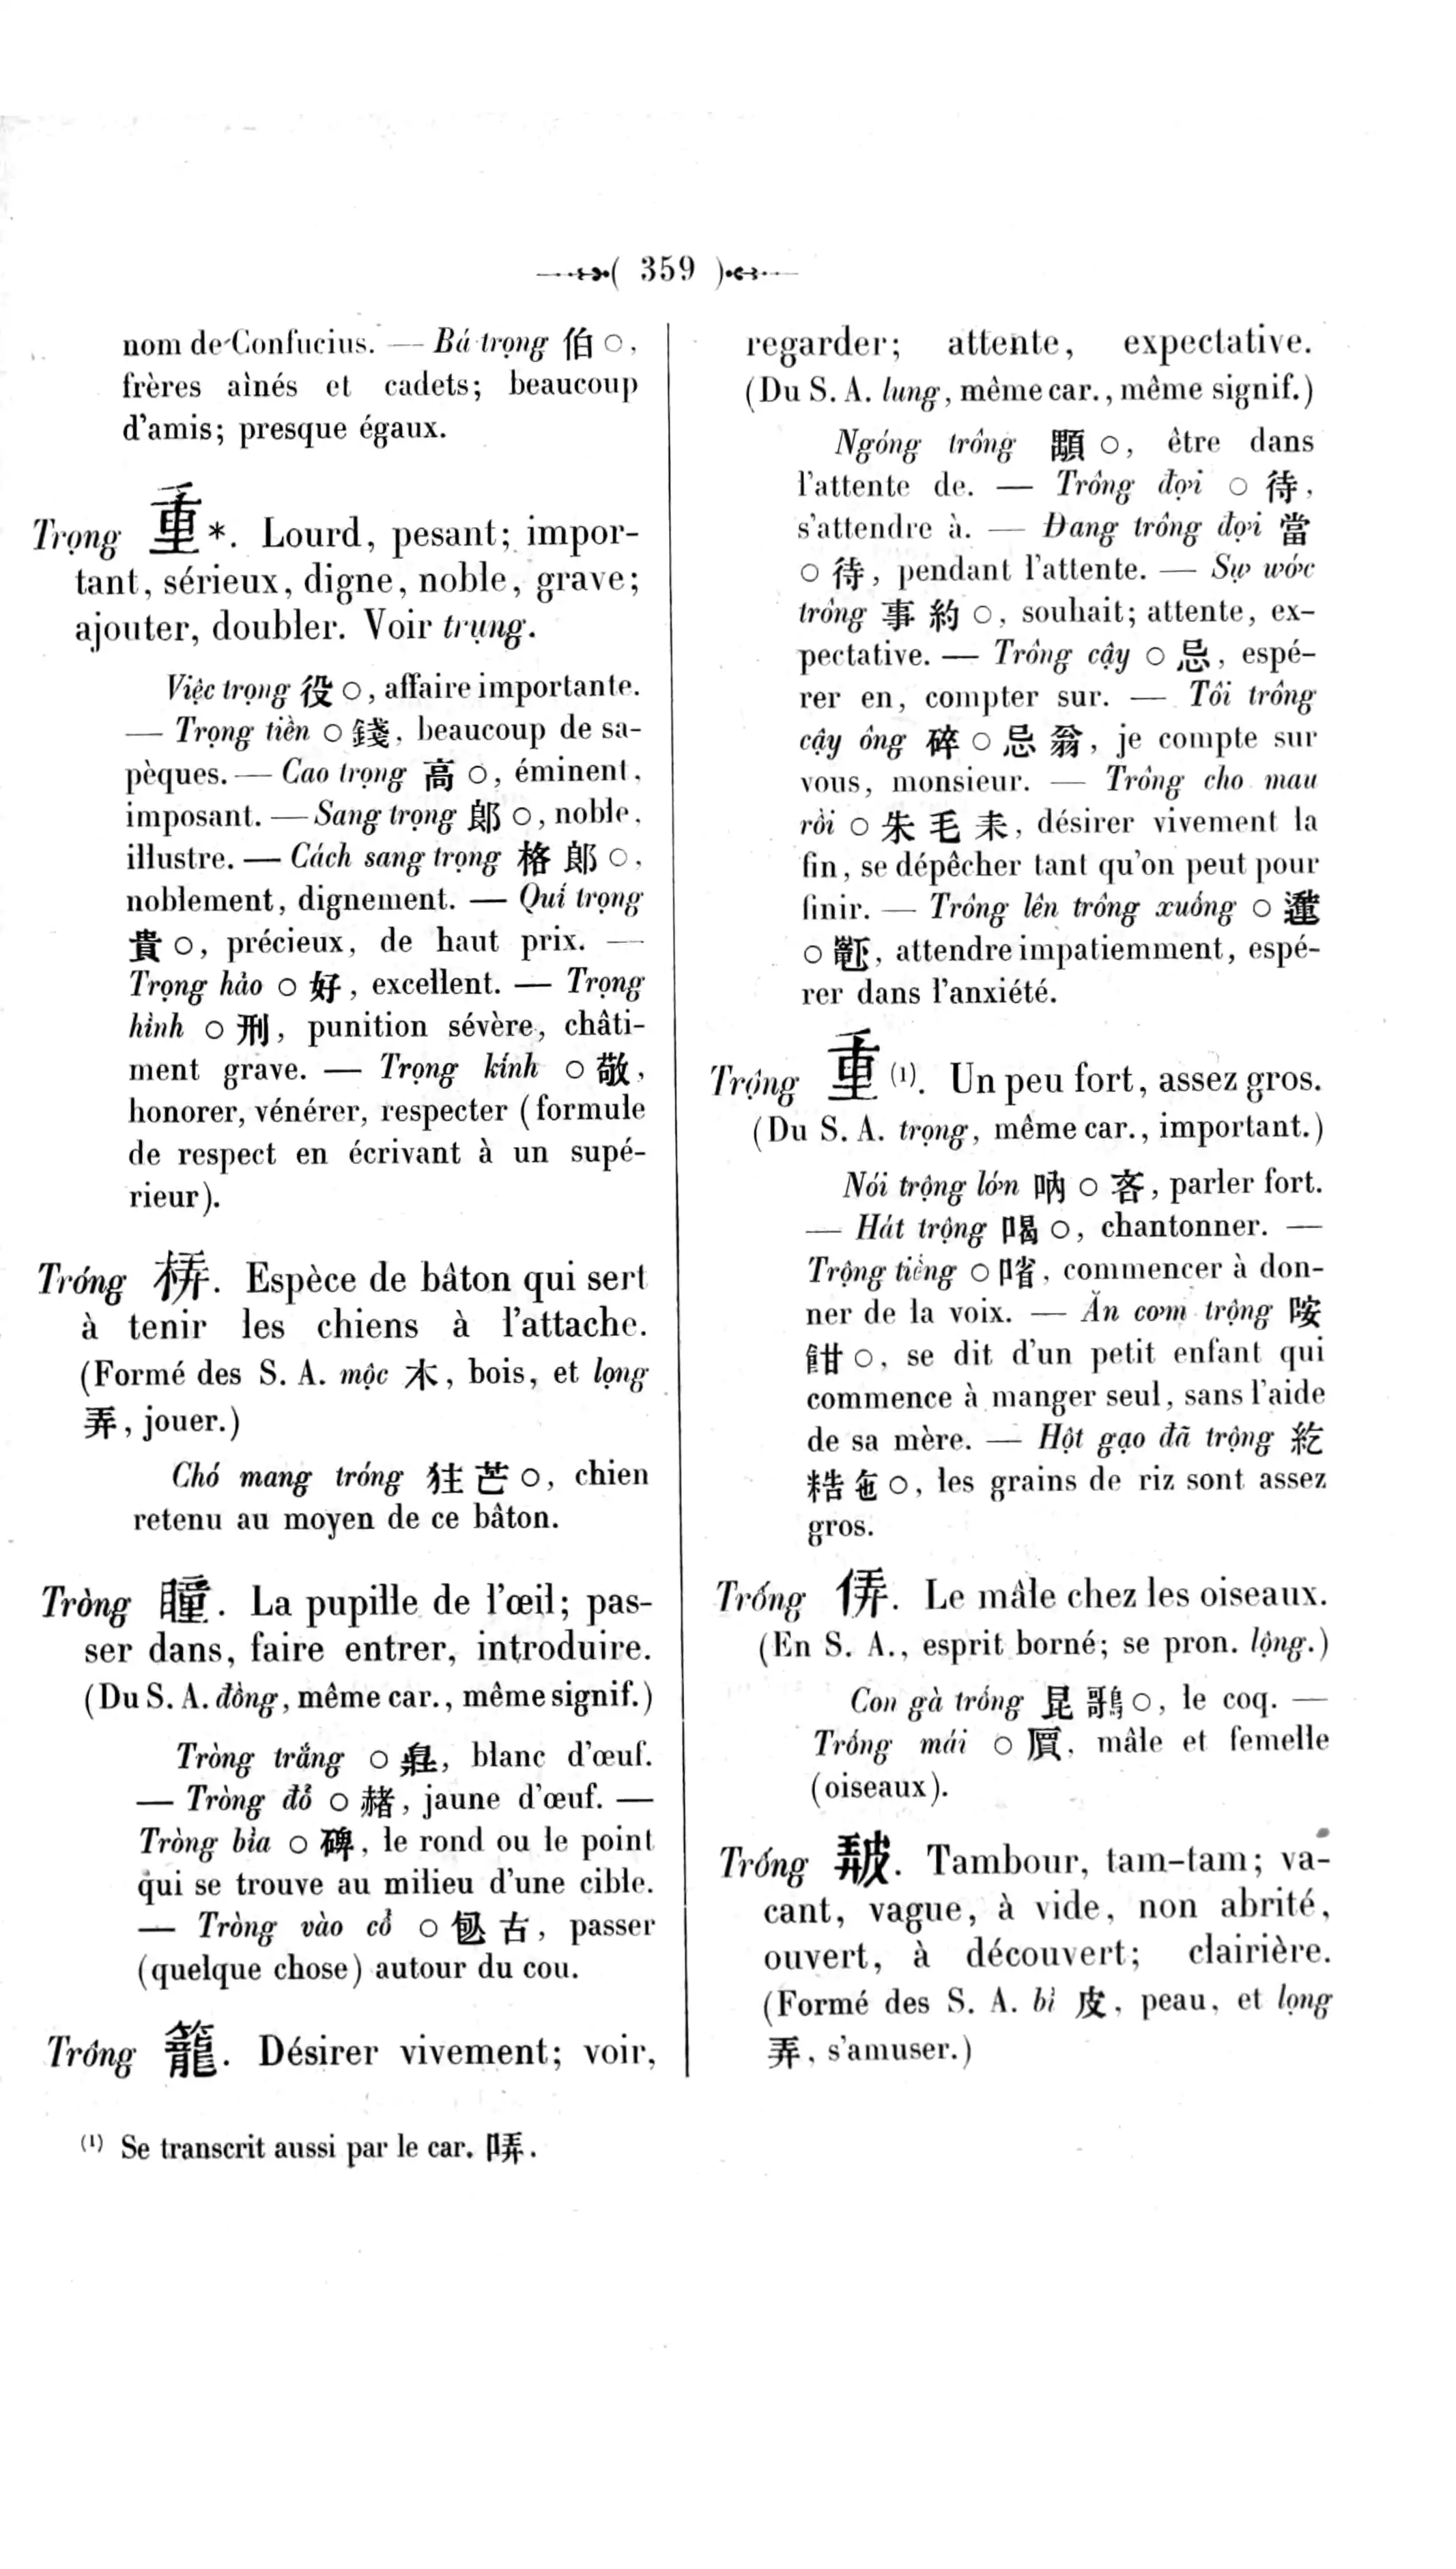 ( 359 )
nom de Confucius. — Bá trọng 伯 ○,
frères aînés et cadets; beaucoup
d'amis; presque égaux.
Trọng 重 *. Lourd, pesant; impor-
tant, sérieux, digne, noble, grave;
ajouter, doubler. Voir trụng.
Việc trọng 役 ○, affaire importante.
— Trọng tiền ○ 錢, beaucoup de sa-
pèques. — Cao trọng 高 ○, éminent,
imposant. — Sang trọng 郞 ○, noble,
illustre. — Cách sang trọng 格 郞 ○,
noblement, dignement. — Quí trọng
貴 ○, précieux, de haut prix. —
Trọng hảo ○ 好, excellent. — Trọng
hình ○ 刑, punition sévère, châti-
ment grave. — Trọng kính ○ 敬,
honorer, vénérer, respecter (formule
de respect en écrivant à un supé-
rieur).
Tróng 梇. Espèce de bâton qui sert
à tenir les chiens à l'attache.
(Formé des S. A. mộc 木, bois, et lọng
弄, jouer.)
Chó mang tróng 㹥 芒 ○, chien
retenu au moyen de ce bâton.
Tròng 瞳. La pupille de l'œil; pas-
ser dans, faire entrer, introduire.
(Du S. A. đồng, même car., même signif.)
Tròng trắng ○, blanc d'œuf.
— Tròng đỏ ○ 赭, jaune d'œuf. —
Tròng bìa ○ 碑, le rond ou le point
qui se trouve au milieu d'une cible.
— Tròng vào cổ ○ 古, passer
(quelque chose) autour du cou.
Trông 籠. Désirer vivement; voir,
(1) Se transcrit aussi par le car. 哢.
regarder; attente, expectative.
(Du S. A. lung, même car., même signif.)
Ngóng trông 顒 ○, être dans
l'attente de. — Trông đợi ○ 待,
s'attendre à. — Đang trông đợi 當
○ 待, pendant l'attente. — Sự ước
trông 事 約 ○, souhait; attente, ex-
pectative. — Trông cậy ○ 忌, espé-
rer en, compter sur. — Tôi trông
cậy ông 碎 ○ 忌 翁, je compte sur
vous, monsieur. — Trông cho mau
rồi ○ 朱 毛 耒, désirer vivement la
fin, se dépêcher tant qu'on peut pour
finir. — Trông lên trông xuống ○
○, attendre impatiemment, espé-
rer dans l'anxiété.
Trộng 重 (1). Un peu fort, assez gros.
(Du S. A. trọng, même car., important.)
Nói trộng lớn 吶 ○ 吝, parler fort.
— Hát trộng 喝 ○, chantonner. —
Trộng tiếng ○ 㗂, commencer à don-
ner de la voix. — Ăn cơm trộng 咹
䬤 ○, se dit d'un petit enfant qui
commence à manger seul, sans l'aide
de sa mère. — Hột gạo đã trộng 紇
○, les grains de riz sont assez
gros.
Trống 㑝. Le mâle chez les oiseaux.
(En S. A., esprit borné; se pron. lộng.)
Con gà trống 昆 ○, le coq. —
Trống mái ○, mâle et femelle
(oiseaux).
Trống. Tambour, tam-tam; va-
cant, vague, à vide, non abrité,
ouvert, à découvert; clairière.
(Formé des S. A. bì 皮, peau, et lọng
弄, s'amuser.)